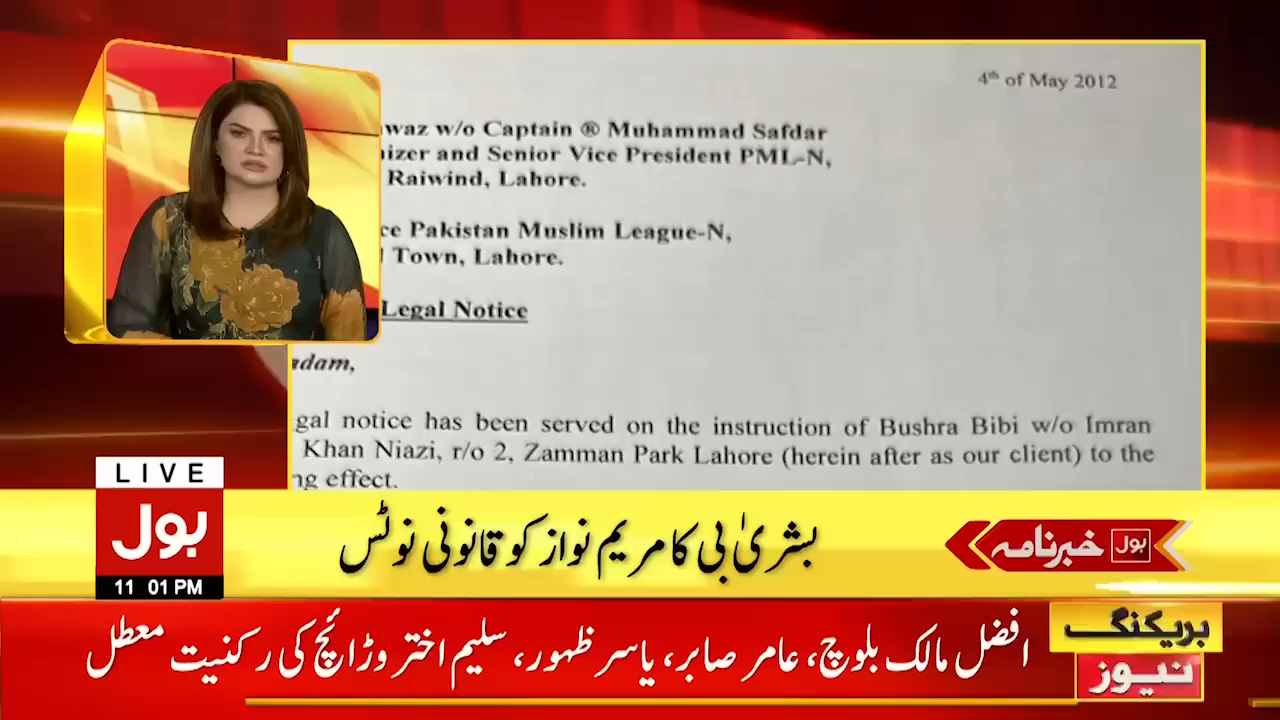 4th of May 2012
waz w/o Captain ® Muhammad Safdar
izer and Senior Vice President PML-N,
Raiwind, Lahore.
ce Pakistan Muslim League-N,
Town, Lahore.
Legal Notice
adam,
gal notice has been served on the instruction of Bushra Bibi w/o Imran
Khan Niazi, r/o 2, Zamman Park Lahore (herein after as our client) to the
ng effect.
LIVE
بول
11 01 PM
بشریٰ بی کا مریم نواز کو قانونی نوٹس
بول خبرنامہ
بریکنگ
نیوز
افضل مالک بلوچ، عامر صابر، یاسر ظہور، سلیم اختر وڑائچ کی رکنیت معطل